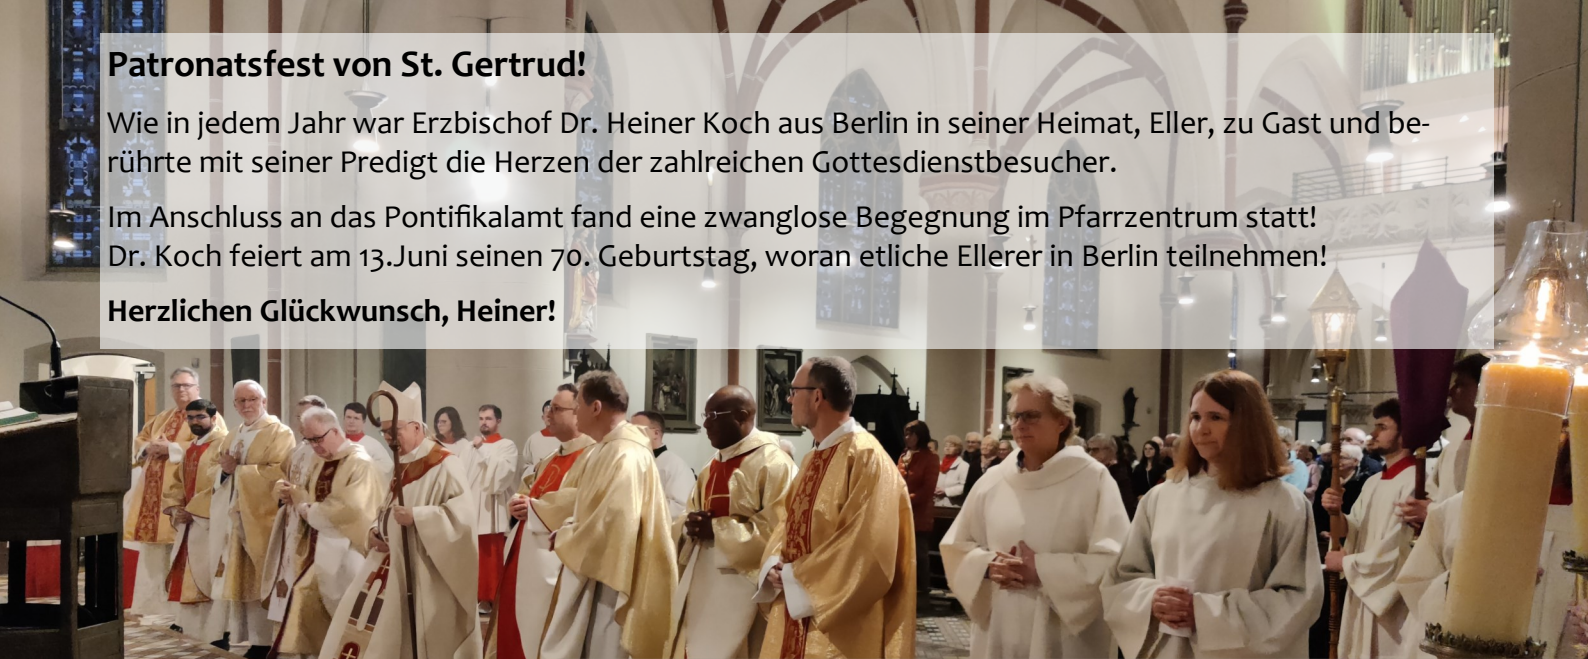 Patronatsfest von St. Gertrud!
Wie in jedem Jahr war Erzbischof Dr. Heiner Koch aus Berlin in seiner Heimat, Eller, zu Gast und be-
rührte mit seiner Predigt die Herzen der zahlreichen Gottesdienstbesucher.
Im Anschluss an das Pontifikalamt fand eine zwanglose Begegnung im Pfarrzentrum statt!
Dr. Koch feiert am 13.Juni seinen 70. Geburtstag, woran etliche Ellerer in Berlin teilnehmen!
Herzlichen Glückwunsch, Heiner!